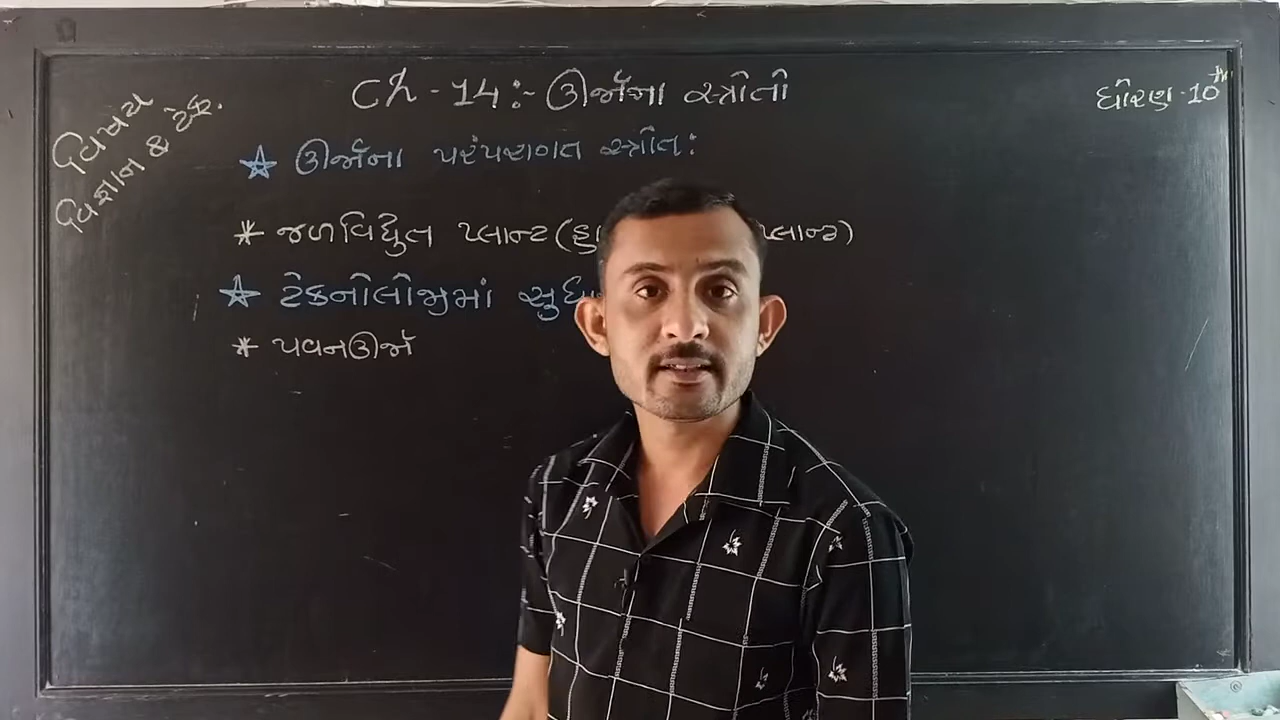 વિષય
વિજ્ઞાન & ટેક.
Ch - 14 :- ઊર્જાના સ્ત્રોતો
ધોરણ - 10th
ઊર્જાના પરંપરાગત સ્ત્રોત :
* જળવિદ્યુત પ્લાન્ટ ( પ્લાન્ટ)
ટેકનોલોજીમાં
* પવનઊર્જા